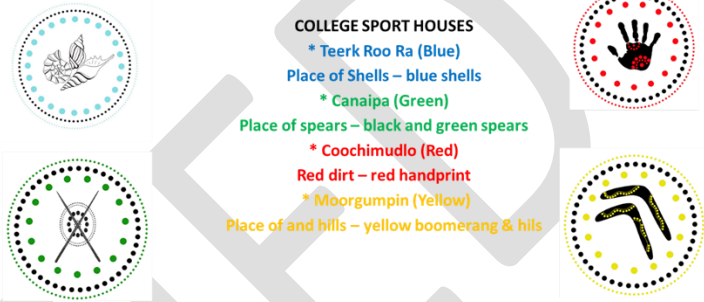 COLLEGE SPORT HOUSES
* Teerk Roo Ra (Blue)
Place of Shells – blue shells
* Canaipa (Green)
Place of spears – black and green spears
* Coochimudlo (Red)
Red dirt – red handprint
* Moorgumpin (Yellow)
Place of and hills – yellow boomerang & hils